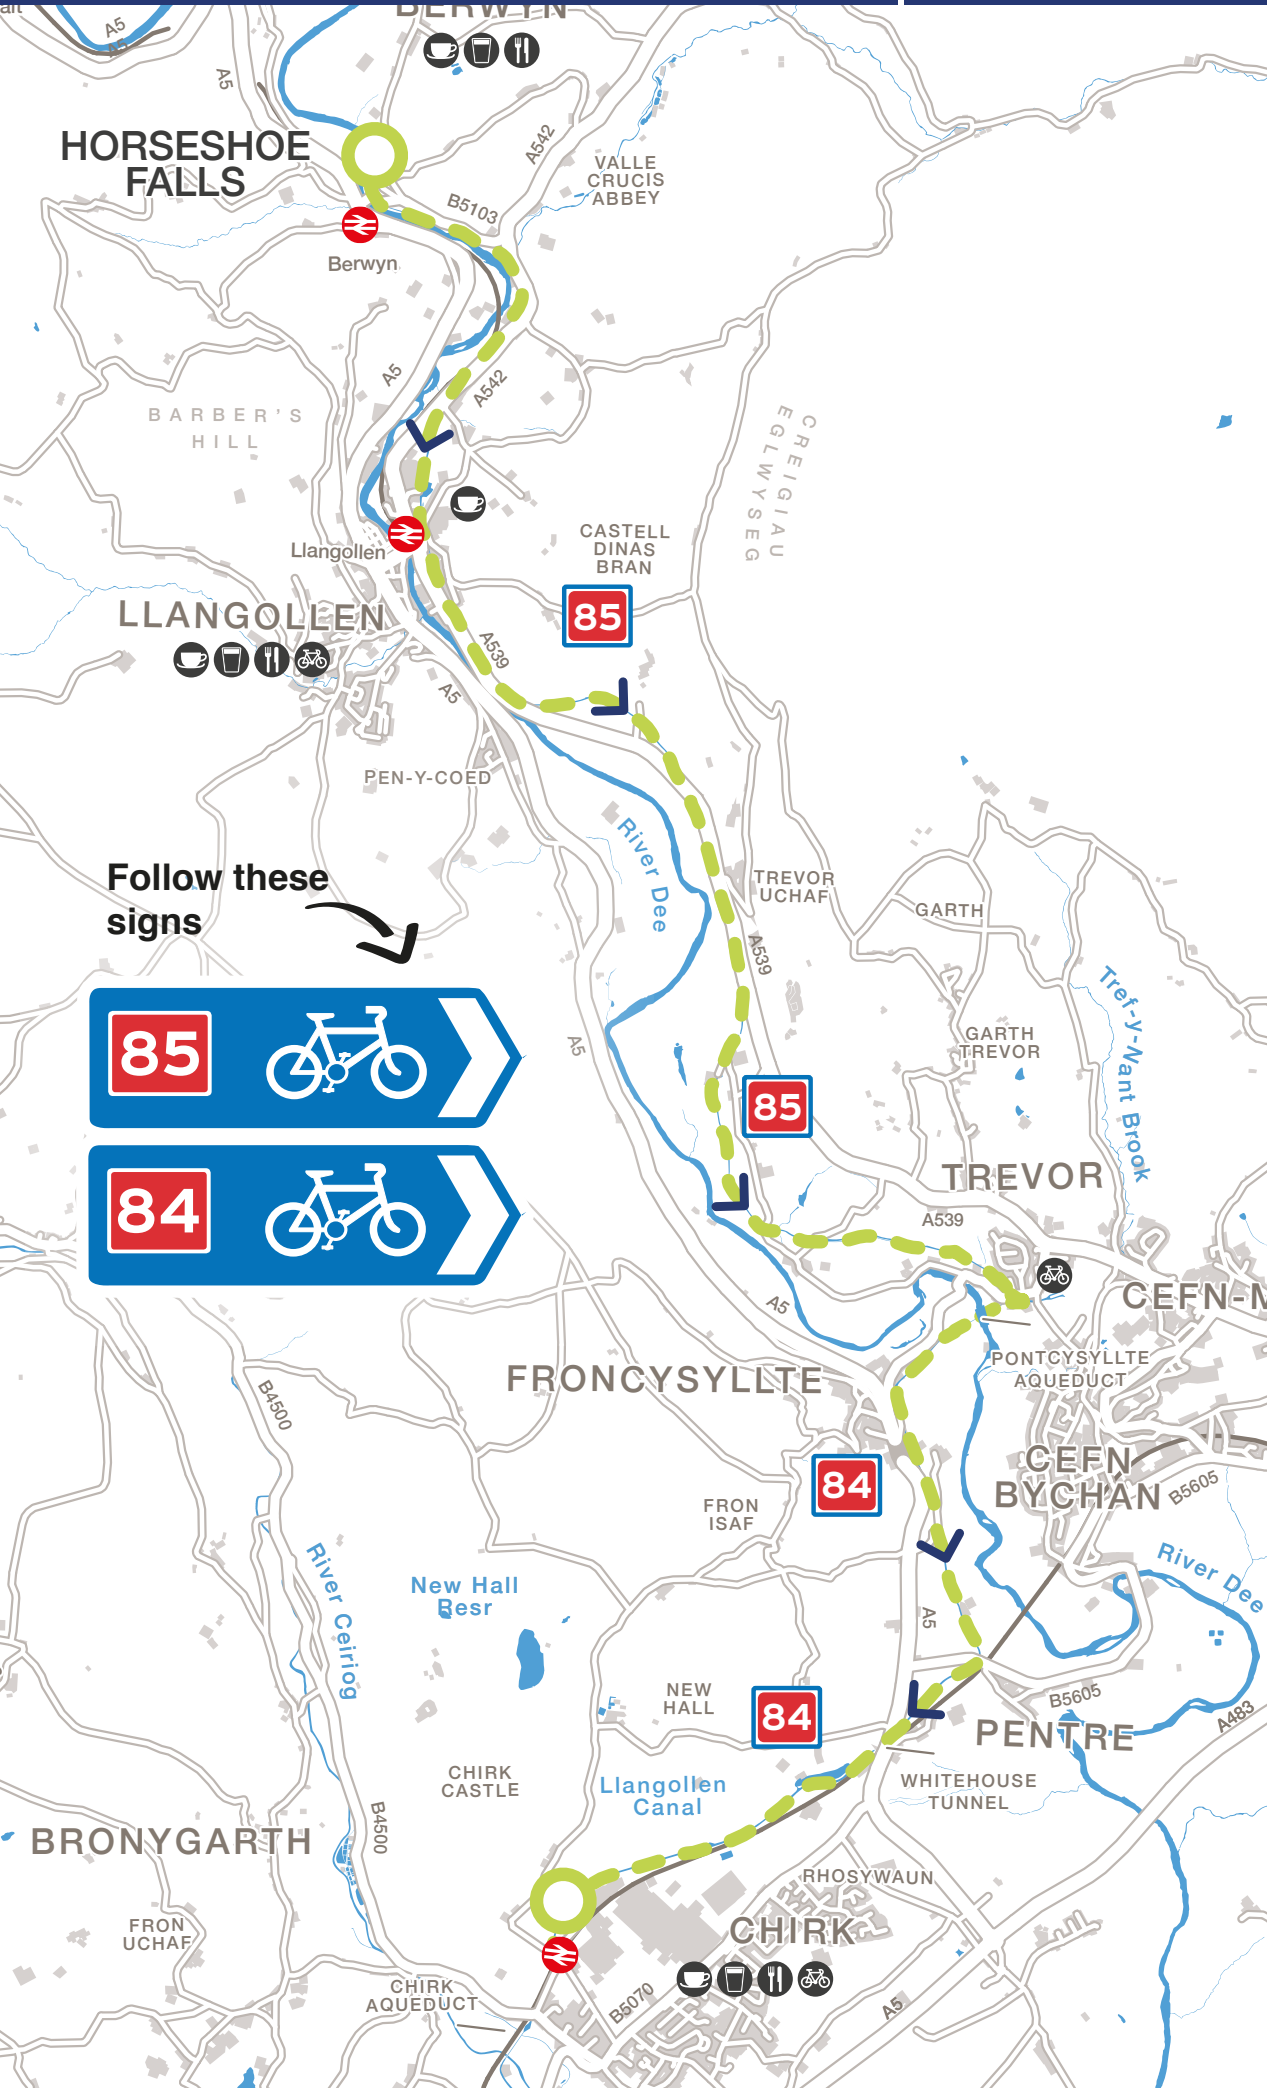 BERWYN
A5
A5
A5
HORSESHOE
FALLS
A542
VALLE
CRUCIS
ABBEY
B5103
Berwyn
A5
A542
BARBER'S
HILL
CREIGIAU
EGLWYSEG
CASTELL
DINAS
BRAN
Llangollen
LLANGOLLEN
85
A539
A5
PEN-Y-COED
River Dee
TREVOR
UCHAF
GARTH
Follow these
signs
A539
Tref-y-Nant Brook
85
A5
GARTH
TREVOR
85
84
TREVOR
A539
A5
CEFN-M
PONTCYSYLLTE
AQUEDUCT
FRONCYSYLLTE
B4500
CEFN
BYCHAN
B5605
84
FRON
ISAF
River Ceiriog
New Hall
Resr
River Dee
A5
NEW
HALL
B5605
84
A483
PENTRE
CHIRK
CASTLE
Llangollen
Canal
WHITEHOUSE
TUNNEL
B4500
BRONYGARTH
RHOSYWAUN
FRON
UCHAF
CHIRK
CHIRK
AQUEDUCT
B5070
A5